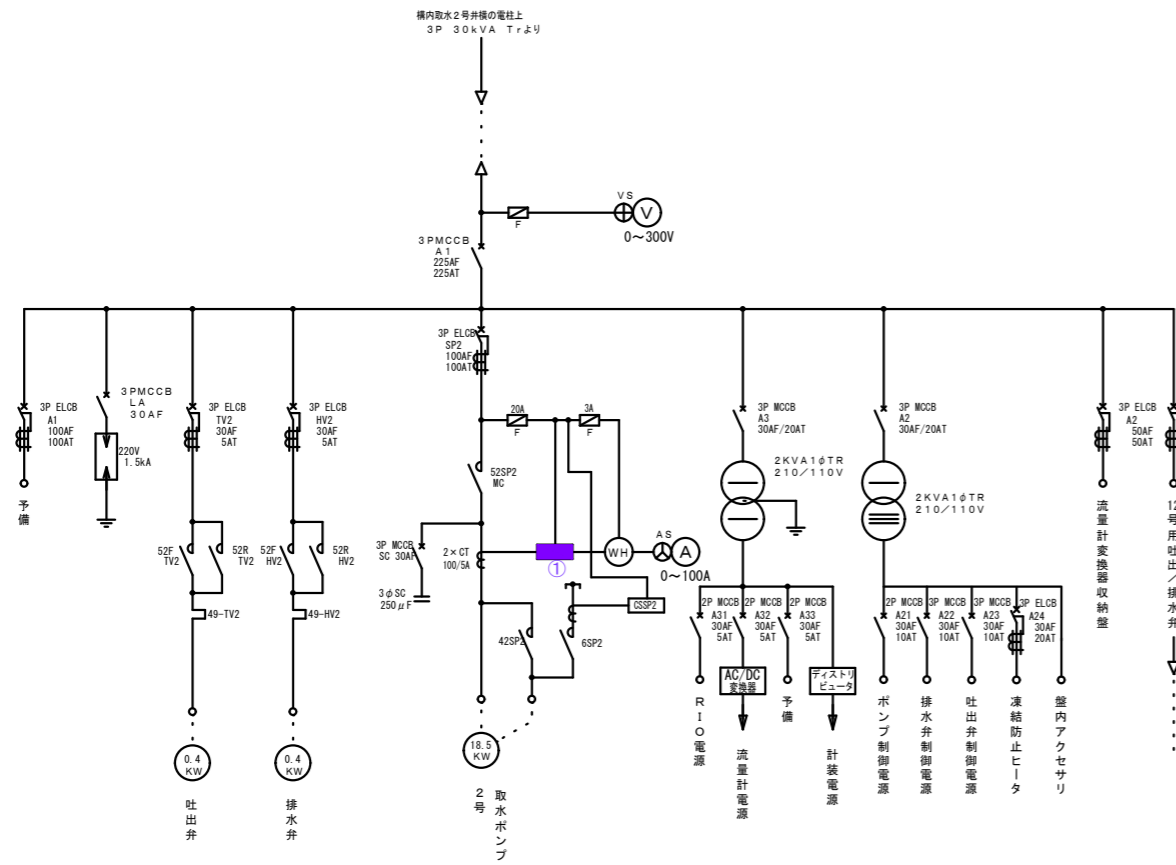 構内取水２号井横の電柱上
３Ｐ ３０ｋＶＡ Ｔｒより
ＶＳ
V
F
0～300V
３ＰＭＣＣＢ
Ａ１
225AF
225AT
3P ELCB
A1
100AF
100AT
予備
３ＰＭＣＣＢ
ＬＡ
３０ＡＦ
220V
1.5kA
3P ELCB
TV2
30AF
5AT
52F
TV2
52R
TV2
49-TV2
0.4
KW
吐出弁
3P ELCB
HV2
30AF
5AT
52F
HV2
52R
HV2
49-HV2
0.4
KW
排水弁
3P ELCB
SP2
100AF
100AT
20A
F
3A
F
52SP2
MC
3P MCCB
SC 30AF
3φSC
250μF
2×CT
100/5A
①
WH
ＡＳ
A
0～100A
CSSP2
42SP2
6SP2
18.5
KW
２号
取水ポンプ
3P MCCB
A3
30AF/20AT
２ＫＶＡ１φＴＲ
２１０／１１０Ｖ
2P MCCB
A31
30AF
5AT
ＲＩＯ電源
2P MCCB
A32
30AF
5AT
AC/DC
変換器
流量計電源
2P MCCB
A33
30AF
5AT
予備
ディストリ
ビュータ
計装電源
3P MCCB
A2
30AF/20AT
２ＫＶＡ１φＴＲ
２１０／１１０Ｖ
2P MCCB
A21
30AF
10AT
ポンプ制御電源
3P MCCB
A22
30AF
10AT
排水弁制御電源
3P MCCB
A23
30AF
10AT
吐出弁制御電源
3P ELCB
A24
30AF
20AT
凍結防止ヒータ
盤内アクセサリ
3P ELCB
A2
50AF
50AT
流量計変換器収納盤
号用吐出／排水弁